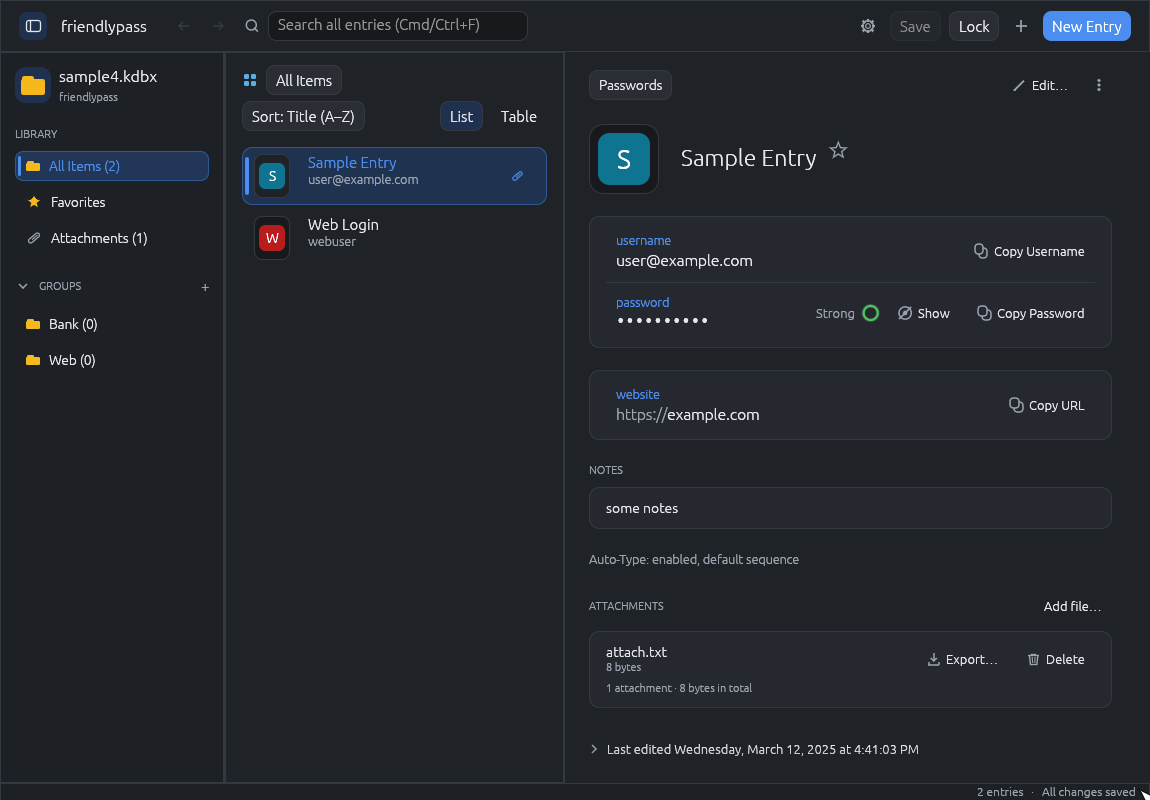 friendlypass
Search all entries (Cmd/Ctrl+F)
Save
Lock
New Entry
sample4.kdbx
friendlypass
LIBRARY
All Items (2)
Favorites
Attachments (1)
GROUPS
Bank (0)
Web (0)
All Items
Sort: Title (A–Z)
List
Table
S
Sample Entry
user@example.com
W
Web Login
webuser
Passwords
Edit…
S
Sample Entry
username
user@example.com
Copy Username
password
••••••••••
Strong
Show
Copy Password
website
https://example.com
Copy URL
NOTES
some notes
Auto-Type: enabled, default sequence
ATTACHMENTS
Add file…
attach.txt
8 bytes
1 attachment · 8 bytes in total
Export…
Delete
Last edited Wednesday, March 12, 2025 at 4:41:03 PM
2 entries · All changes saved